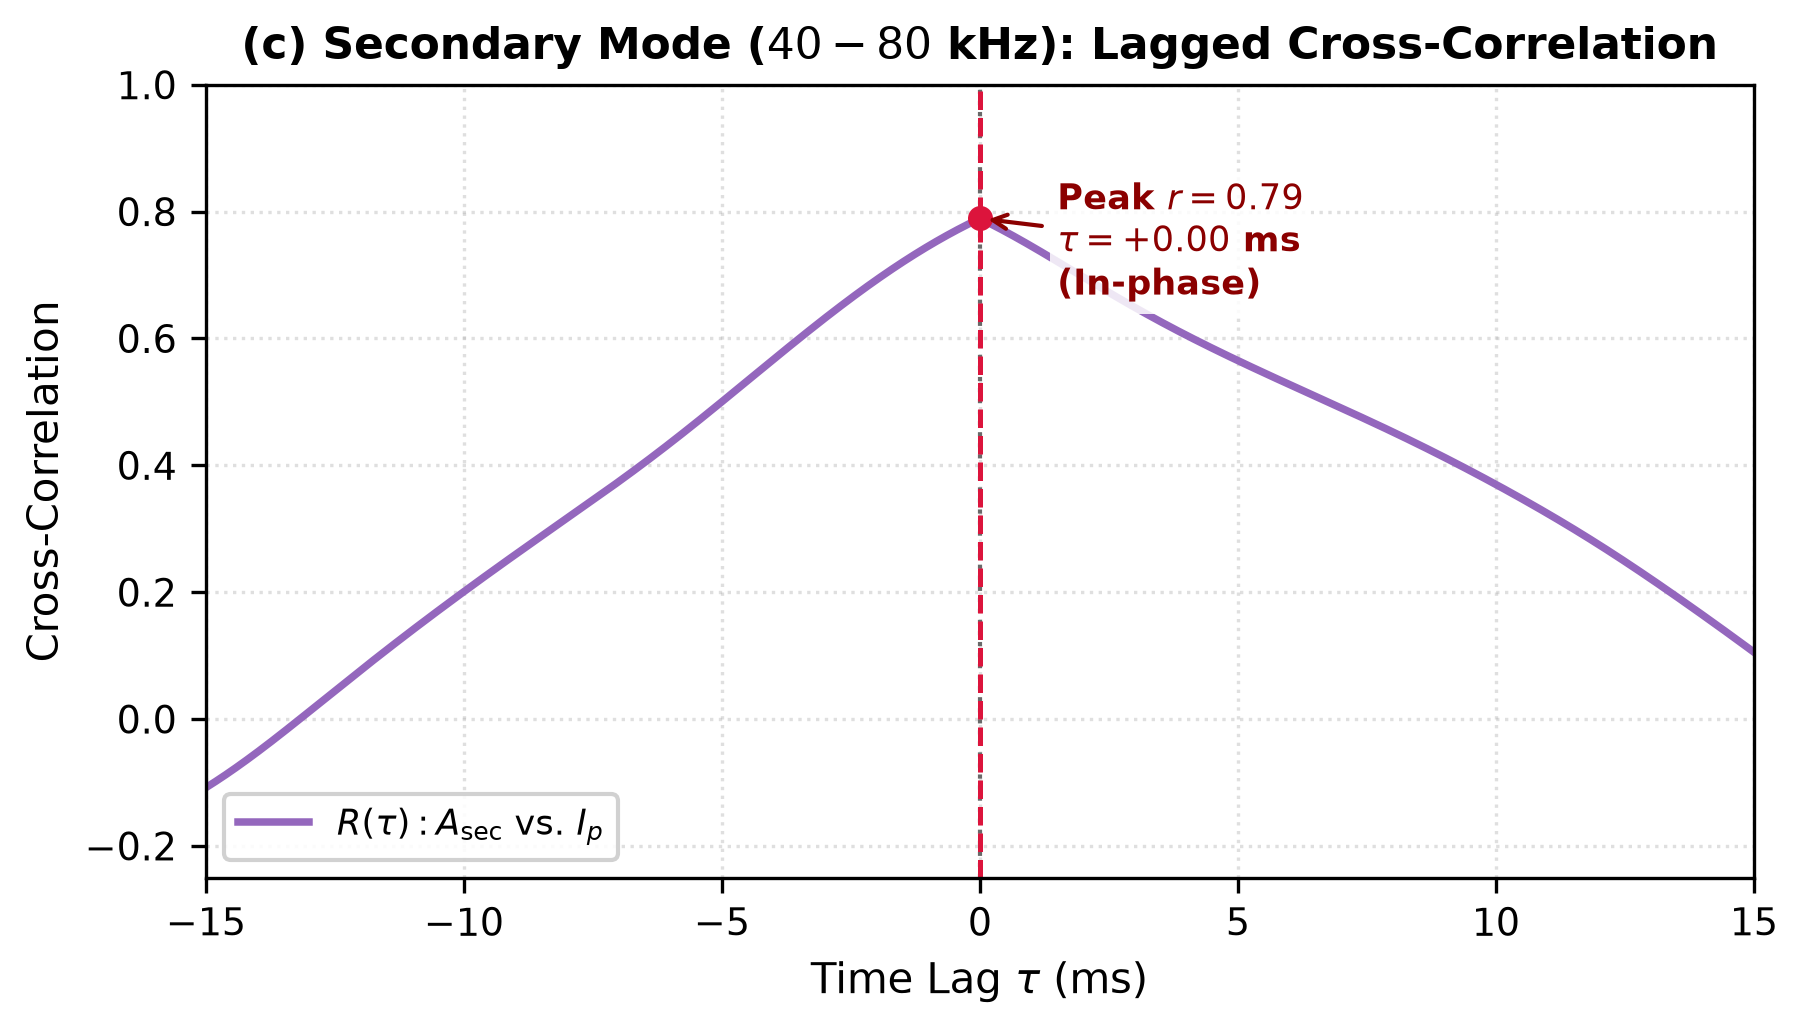 (c) Secondary Mode (40 − 80 kHz): Lagged Cross-Correlation
1.0
0.8
0.6
0.4
0.2
0.0
−0.2
Cross-Correlation
Peak r = 0.79
τ = +0.00 ms
(In-phase)
R(τ) : A_sec vs. I_p
−15
−10
−5
0
5
10
15
Time Lag τ (ms)